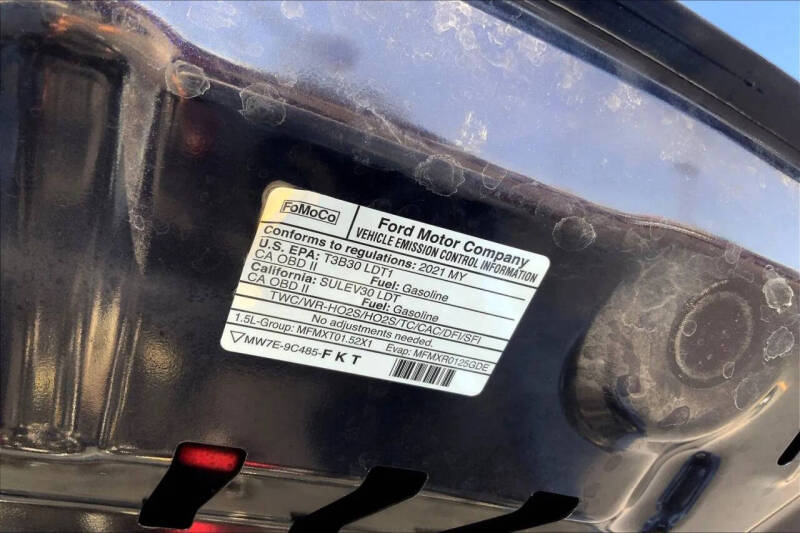 FoMoCo
Ford Motor Company
VEHICLE EMISSION CONTROL INFORMATION
Conforms to regulations: 2021 MY
U.S. EPA: T3B30 LDT1
CA OBD II Fuel: Gasoline
California: SULEV30 LDT
CA OBD II Fuel: Gasoline
TWC/WR-HO2S/HO2S/TC/CAC/DFI/SFI
No adjustments needed.
1.5L-Group: MFMXT01.52X1 Evap: MFMXR0125GDE
MW7E-9C485-FKT